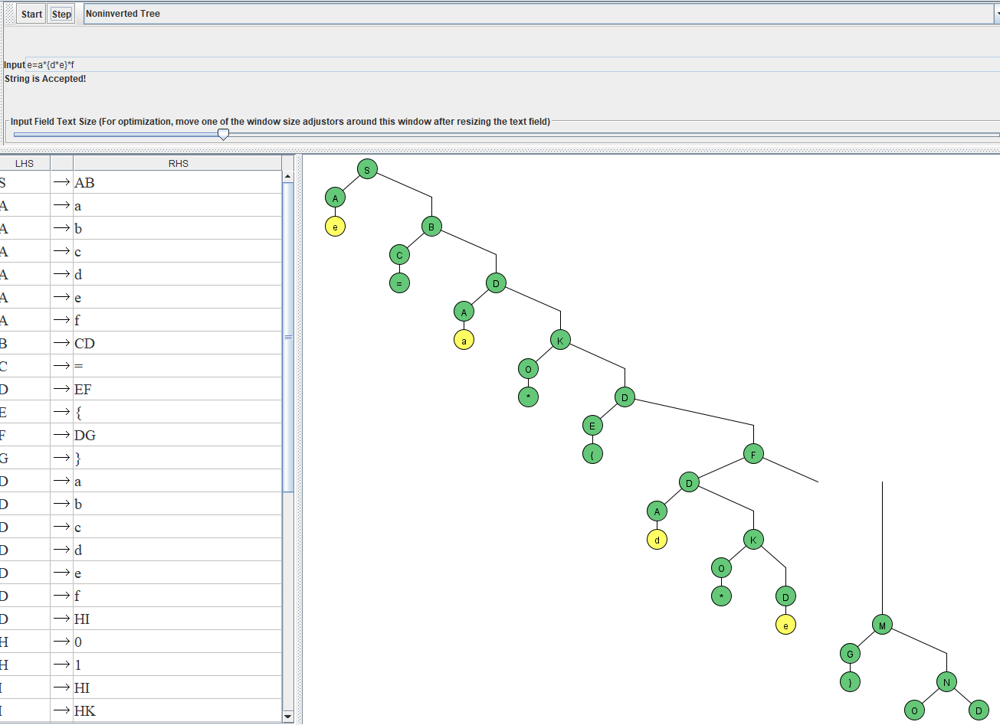 Start Step Noninverted Tree
Input e=a*{d*e}*f
String is Accepted!
Input Field Text Size (For optimization, move one of the window size adjustors around this window after resizing the text field)
LHS RHS
S → AB
A → a
A → b
A → c
A → d
A → e
A → f
B → CD
C → =
D → EF
E → {
F → DG
G → }
D → a
D → b
D → c
D → d
D → e
D → f
D → HI
H → 0
H → 1
I → HI
I → HK
S
A
e B
C
= D
A
a K
O
* D
E
{ F
D
A
d K
O
* D
e M
G
} N
O D